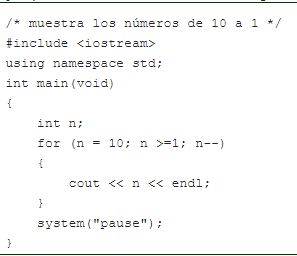 /* muestra los números de 10 a 1 */
#include <iostream>
using namespace std;
int main(void)
{
    int n;
    for (n = 10; n >=1; n--)
    {
        cout << n << endl;
    }
    system("pause");
}